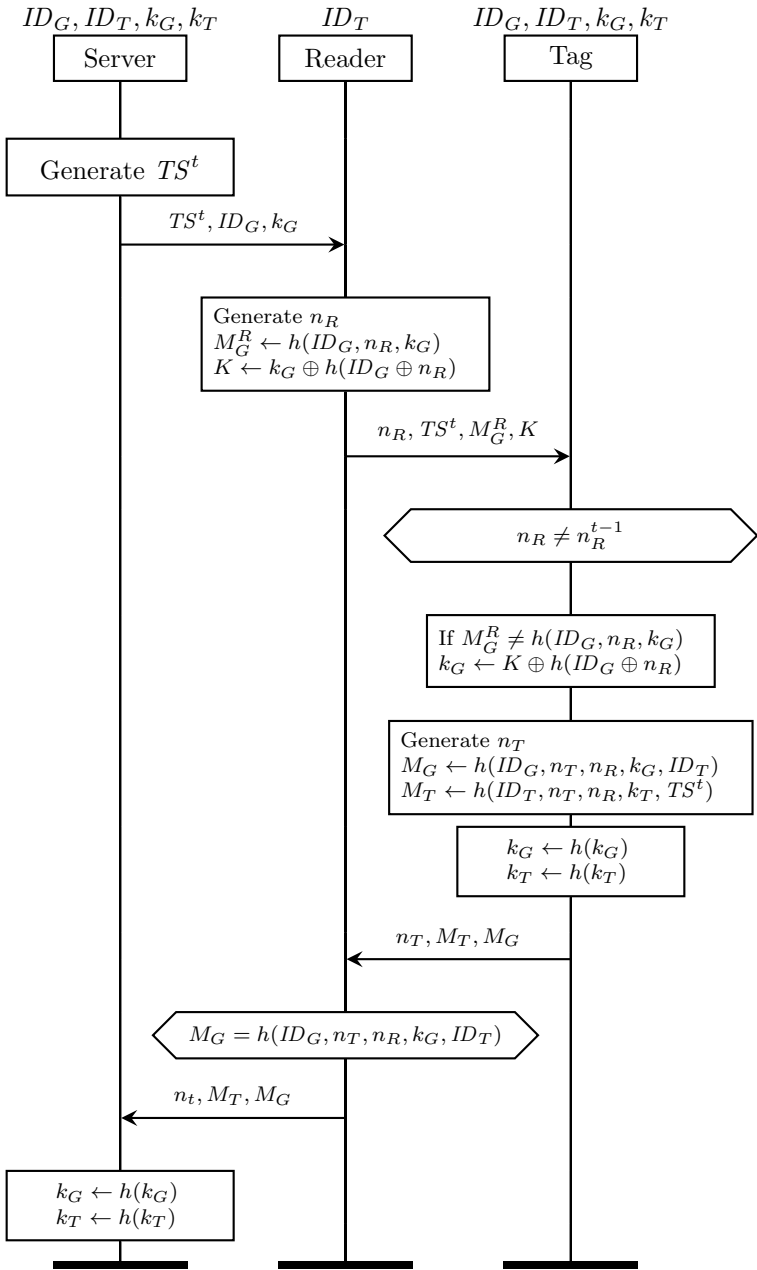 ID_G, ID_T, k_G, k_T
ID_T
ID_G, ID_T, k_G, k_T
Server
Reader
Tag
Generate TS^t
TS^t, ID_G, k_G
Generate n_R
M_G^R ← h(ID_G, n_R, k_G)
K ← k_G ⊕ h(ID_G ⊕ n_R)
n_R, TS^t, M_G^R, K
n_R ≠ n_R^{t−1}
If M_G^R ≠ h(ID_G, n_R, k_G)
k_G ← K ⊕ h(ID_G ⊕ n_R)
Generate n_T
M_G ← h(ID_G, n_T, n_R, k_G, ID_T)
M_T ← h(ID_T, n_T, n_R, k_T, TS^t)
k_G ← h(k_G)
k_T ← h(k_T)
n_T, M_T, M_G
M_G = h(ID_G, n_T, n_R, k_G, ID_T)
n_t, M_T, M_G
k_G ← h(k_G)
k_T ← h(k_T)